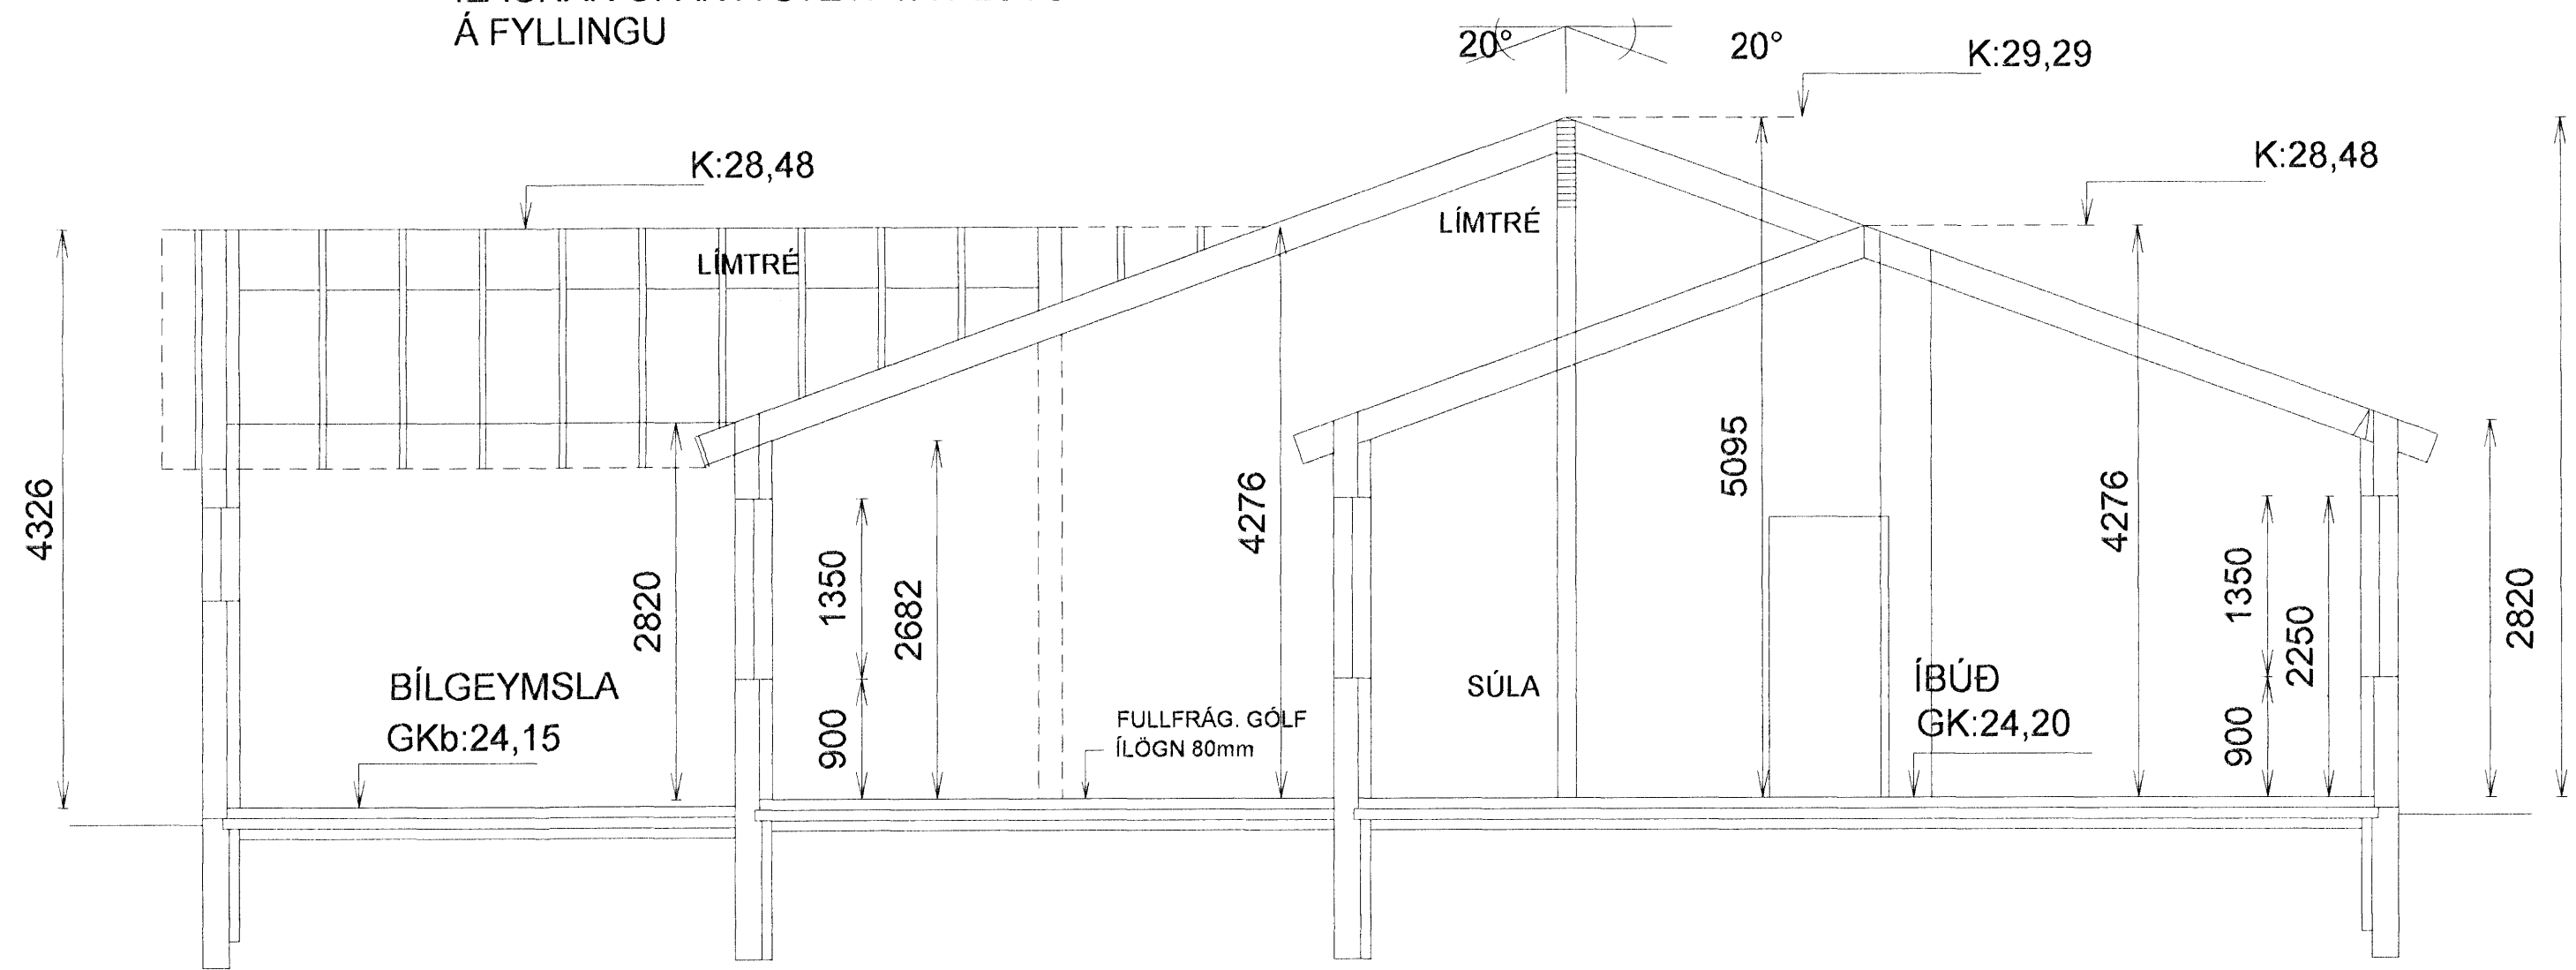 Á FYLLINGU
20°
20°
K:29,29
K:28,48
K:28,48
LÍMTRÉ
LÍMTRÉ
4326
2820
1350
900
2682
4276
5095
4276
1350
900
2250
2820
BÍLGEYMSLA
GKb:24,15
FULLFRÁG. GÓLF
ÍLÖGN 80mm
SÚLA
ÍBÚÐ
GK:24,20